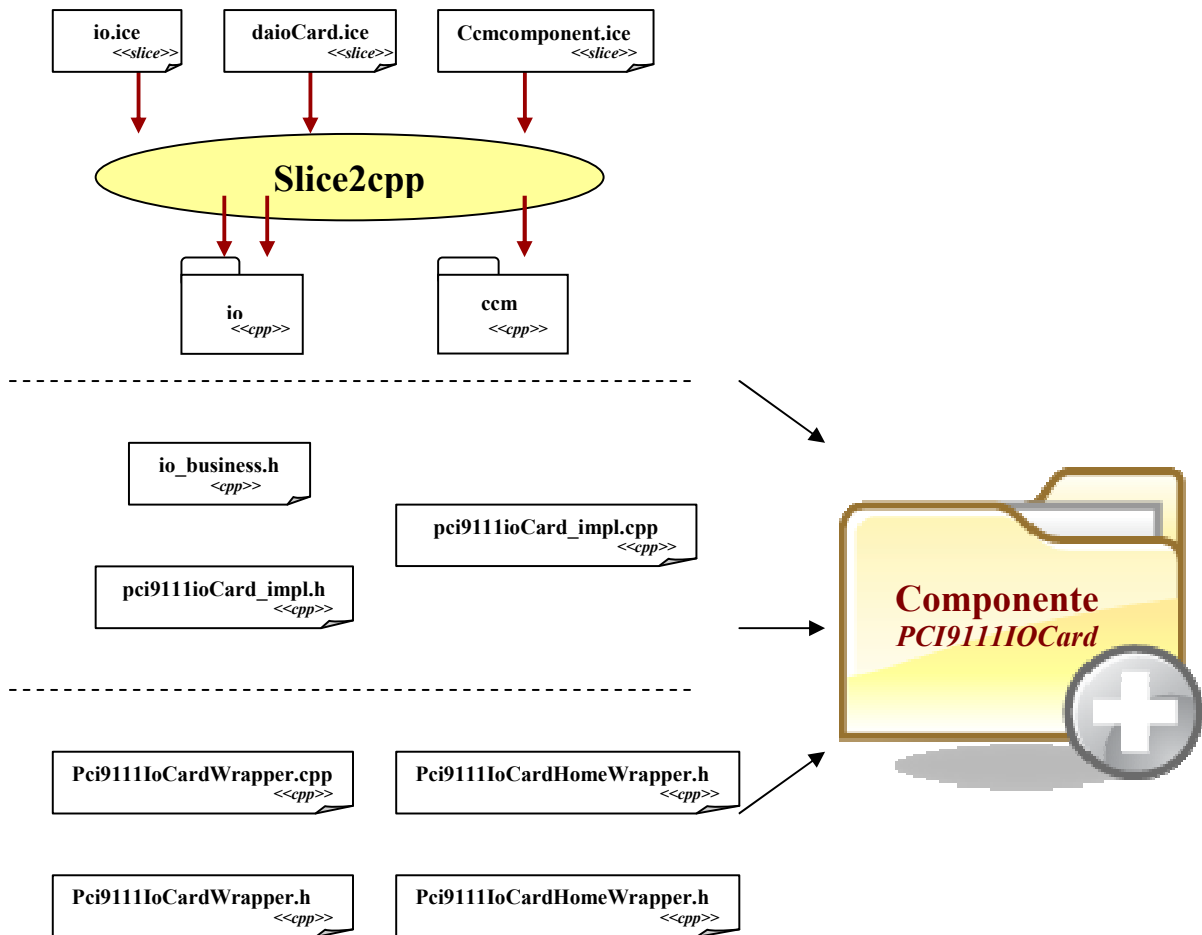 io.ice
<<slice>>
daioCard.ice
<<slice>>
Ccmcomponent.ice
<<slice>>
Slice2cpp
io
<<cpp>>
ccm
<<cpp>>
io_business.h
<cpp>>
pci9111ioCard_impl.cpp
<<cpp>>
pci9111ioCard_impl.h
<<cpp>>
Componente
PCI9111IOCard
Pci9111IoCardWrapper.cpp
<<cpp>>
Pci9111IoCardHomeWrapper.h
<<cpp>>
Pci9111IoCardWrapper.h
<<cpp>>
Pci9111IoCardHomeWrapper.h
<<cpp>>